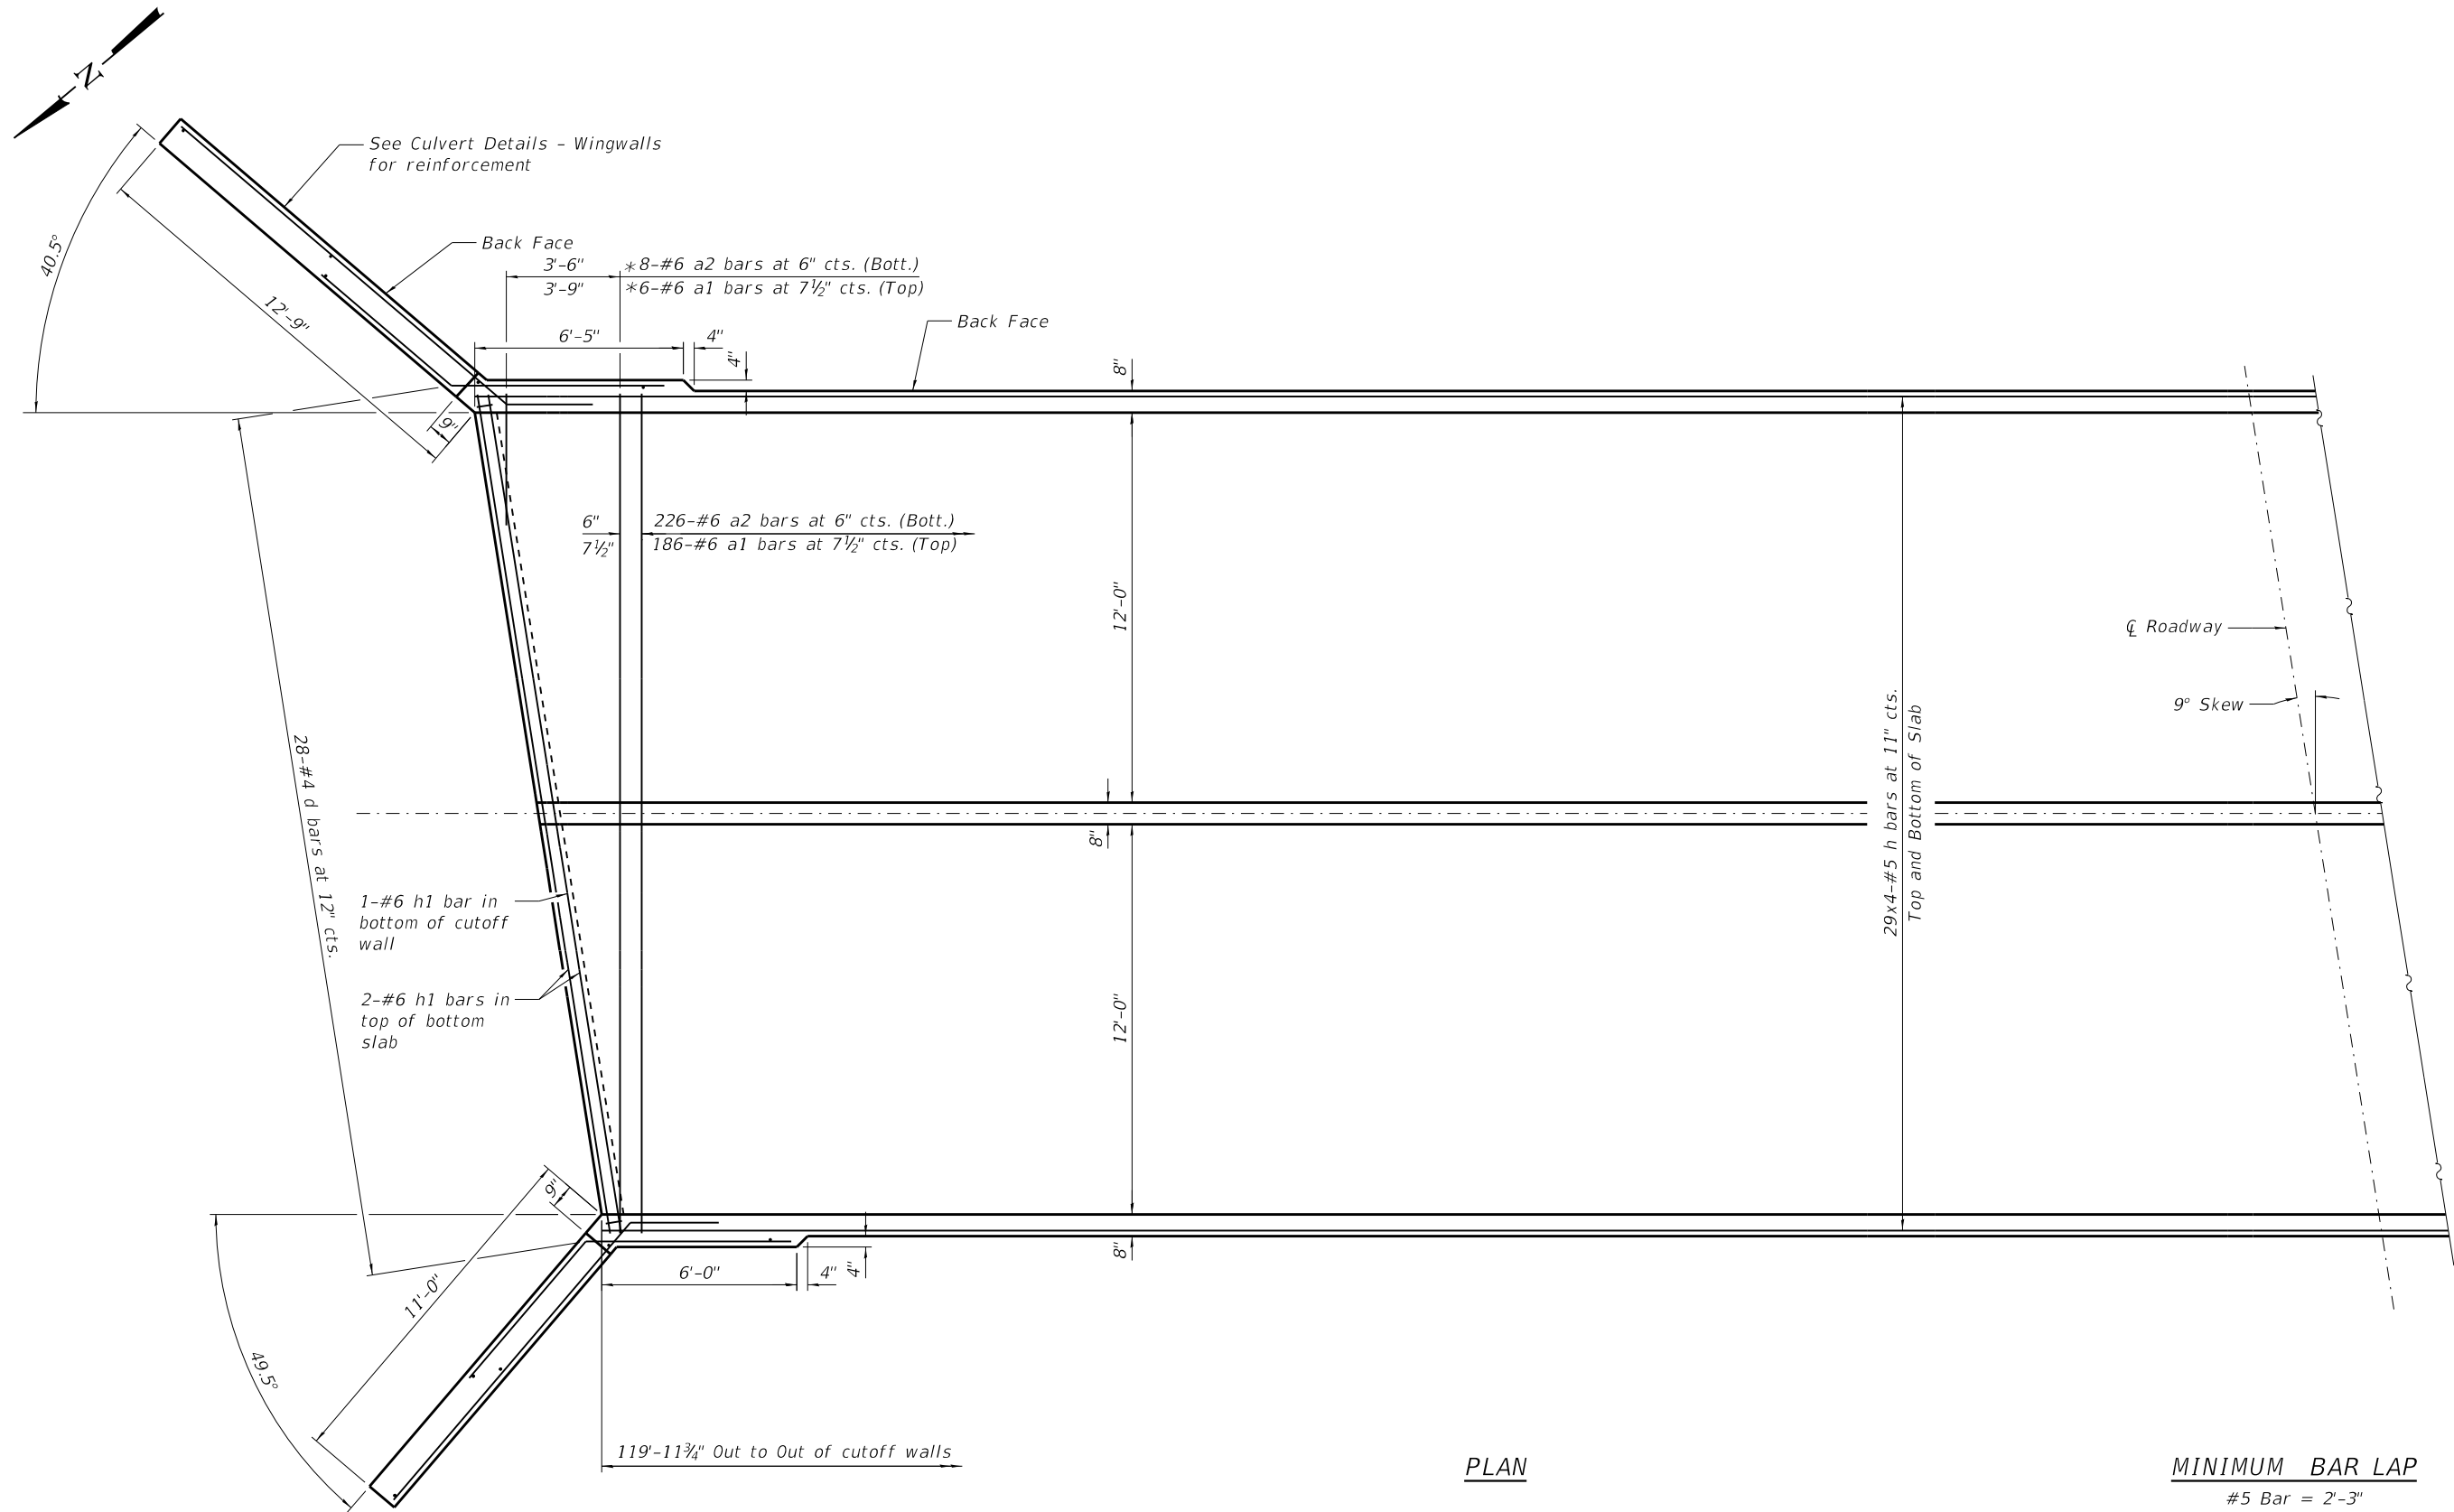 N
See Culvert Details - Wingwalls
for reinforcement
40.5°
Back Face
3'-6"
*8-#6 a2 bars at 6" cts. (Bott.)
3'-9"
*6-#6 a1 bars at 7½" cts. (Top)
12'-9"
Back Face
6'-5"
4"
4"
8"
9"
6"
226-#6 a2 bars at 6" cts. (Bott.)
7½"
186-#6 a1 bars at 7½" cts. (Top)
12'-0"
℄ Roadway
9° Skew
28-#4 d bars at 12" cts.
29x4-#5 h bars at 11" cts.
Top and Bottom of Slab
8"
1-#6 h1 bar in
bottom of cutoff
wall
2-#6 h1 bars in
top of bottom
slab
12'-0"
9"
11'-0"
6'-0"
4"
4"
8"
49.5°
119'-11¾" Out to Out of cutoff walls
PLAN
MINIMUM BAR LAP
#5 Bar = 2'-3"